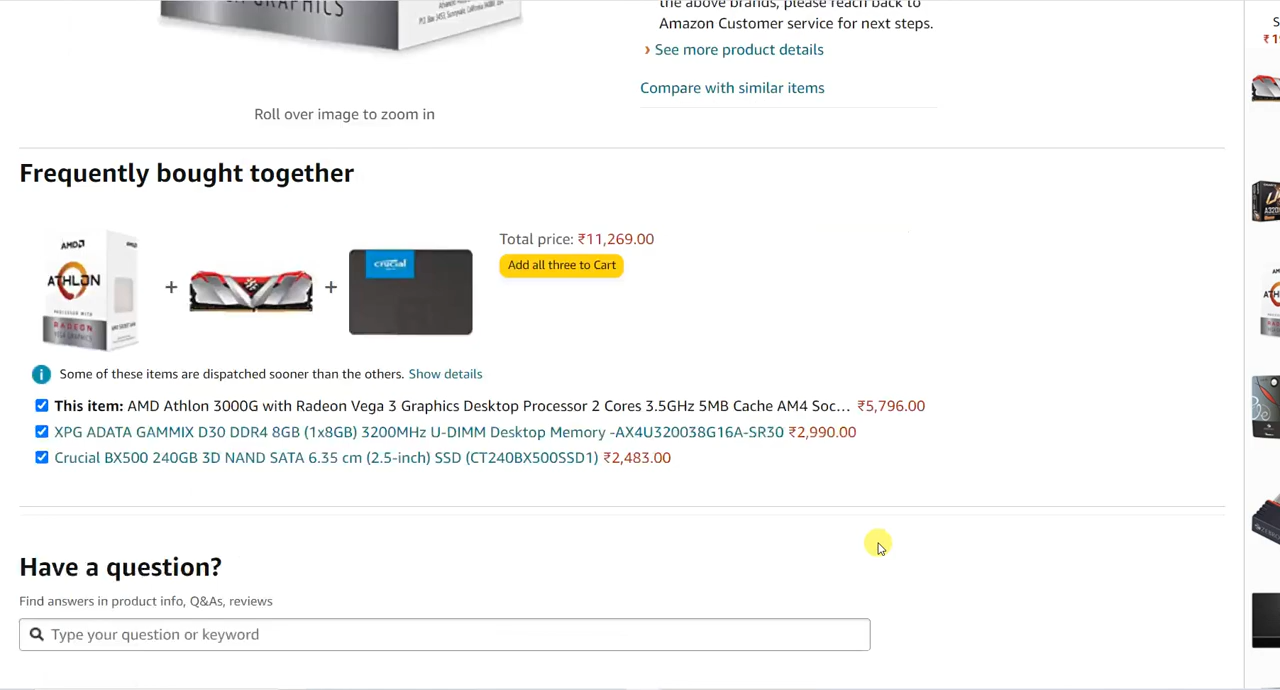 the above brands, please reach back to
Amazon Customer service for next steps.
› See more product details
Compare with similar items
Roll over image to zoom in
Frequently bought together
AMD
ATHLON
PROCESSOR WITH
RADEON
crucial
Total price: ₹11,269.00
Add all three to Cart
Some of these items are dispatched sooner than the others. Show details
This item: AMD Athlon 3000G with Radeon Vega 3 Graphics Desktop Processor 2 Cores 3.5GHz 5MB Cache AM4 Soc... ₹5,796.00
XPG ADATA GAMMIX D30 DDR4 8GB (1x8GB) 3200MHz U-DIMM Desktop Memory -AX4U320038G16A-SR30 ₹2,990.00
Crucial BX500 240GB 3D NAND SATA 6.35 cm (2.5-inch) SSD (CT240BX500SSD1) ₹2,483.00
Have a question?
Find answers in product info, Q&As, reviews
Type your question or keyword